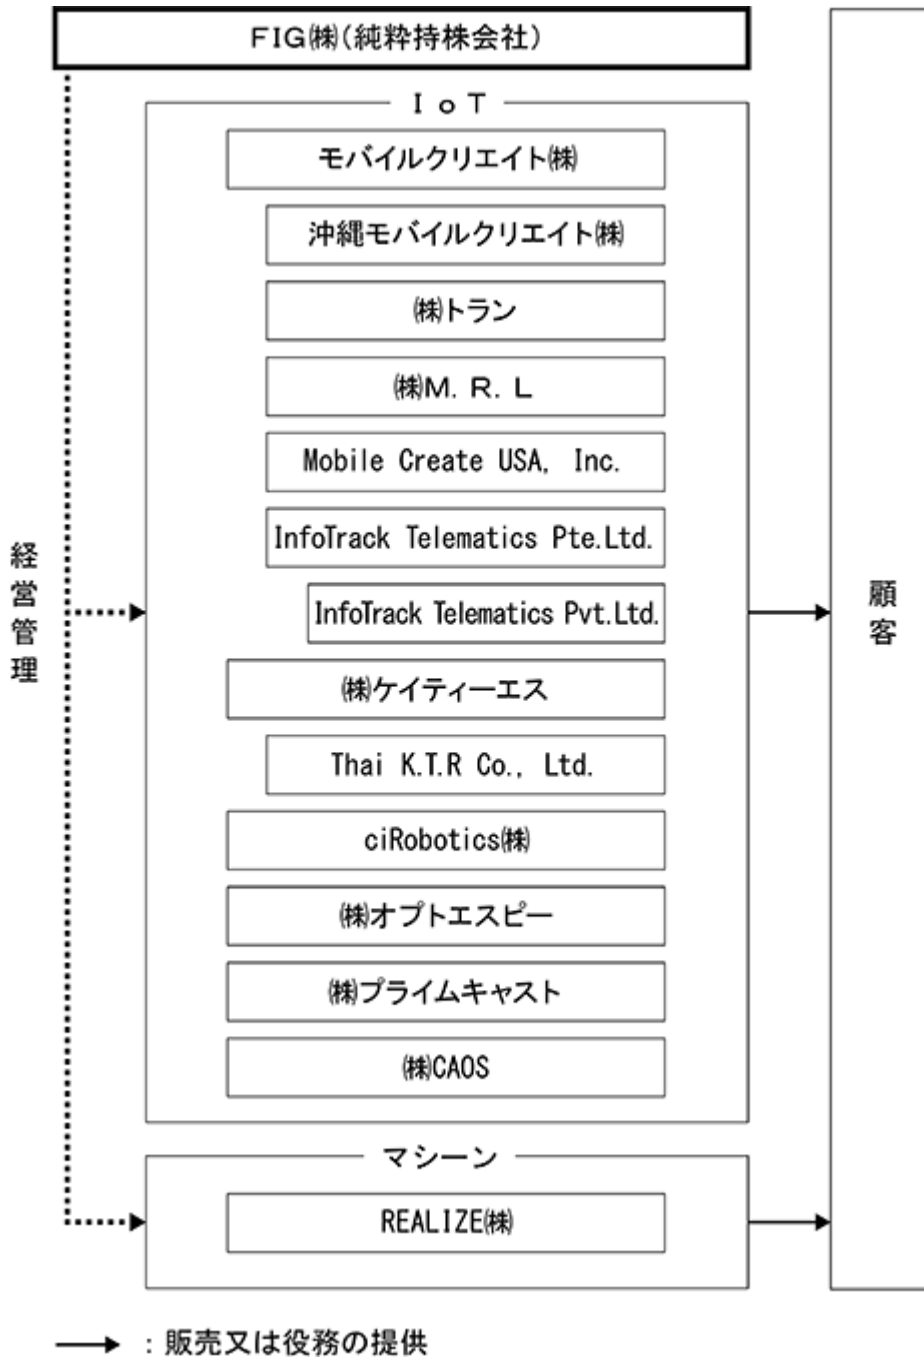 FIG㈱(純粋持株会社)
ＩｏＴ
モバイルクリエイト㈱
沖縄モバイルクリエイト㈱
㈱トラン
㈱Ｍ．Ｒ．Ｌ
Mobile Create USA, Inc.
InfoTrack Telematics Pte.Ltd.
InfoTrack Telematics Pvt.Ltd.
㈱ケイティーエス
Thai K.T.R Co., Ltd.
ciRobotics㈱
㈱オプトエスピー
㈱プライムキャスト
㈱CAOS
マシーン
REALIZE㈱
経営管理
顧客
：販売又は役務の提供